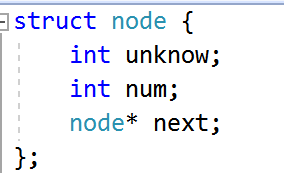 struct node {
    int unknow;
    int num;
    node* next;
};